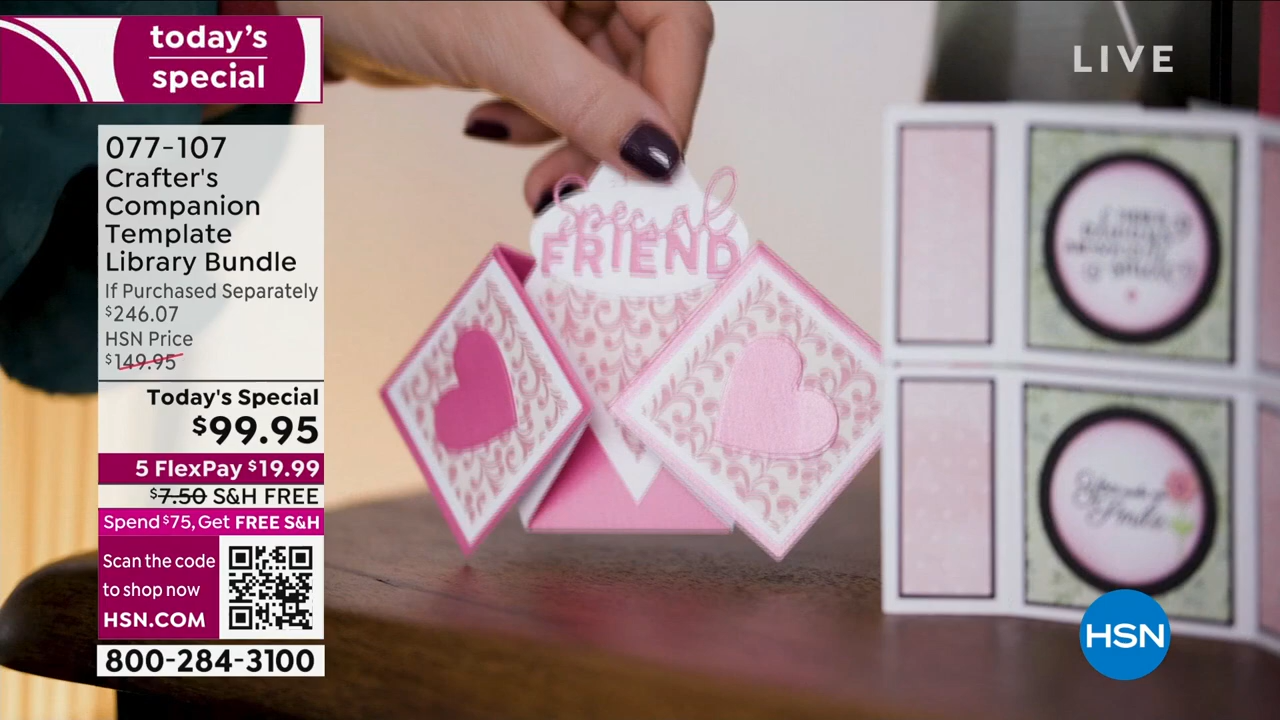 today's
special
LIVE
077-107
Crafter's
Companion
Template
Library Bundle
If Purchased Separately
$246.07
HSN Price
$149.95
Today's Special
$99.95
5 FlexPay $19.99
$7.50 S&H FREE
Spend $75, Get FREE S&H
Scan the code
to shop now
HSN.COM
800-284-3100
special
FRIEND
HSN